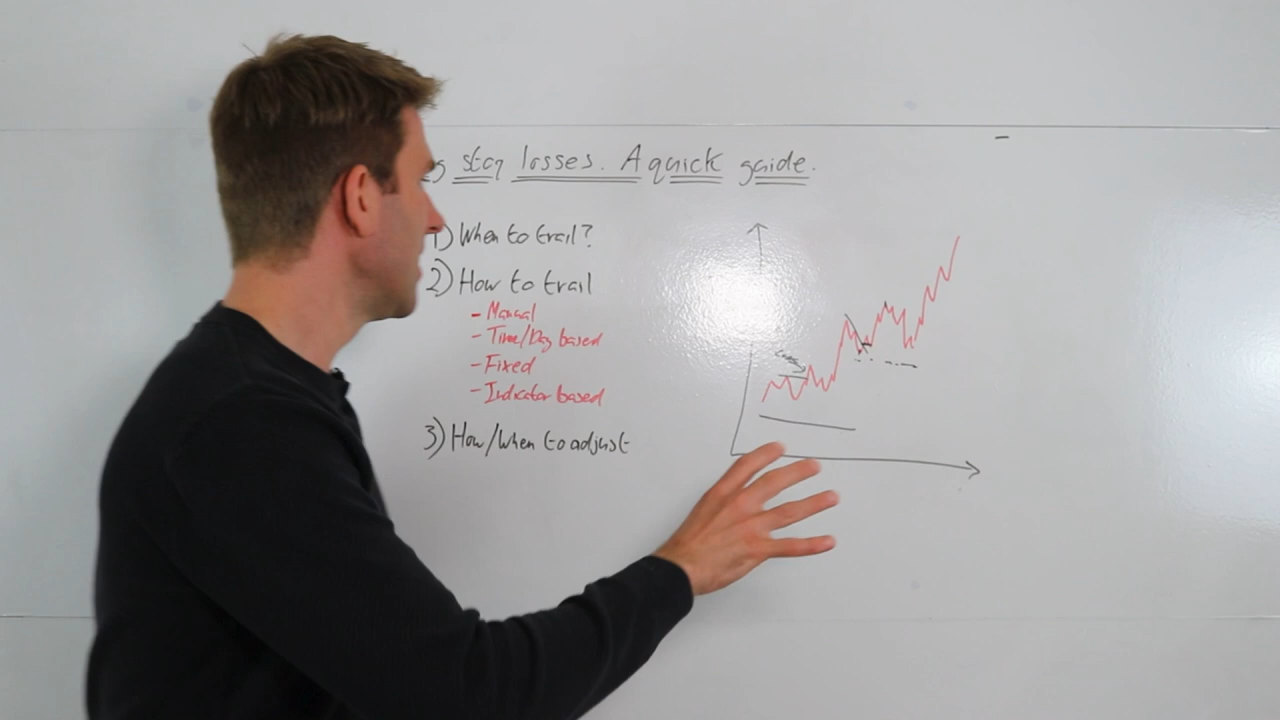 stop losses. A quick guide.
1) When to trail?
2) How to trail
- Manual
- Time/Day based
- Fixed
- Indicator based
3) How/When to adjust